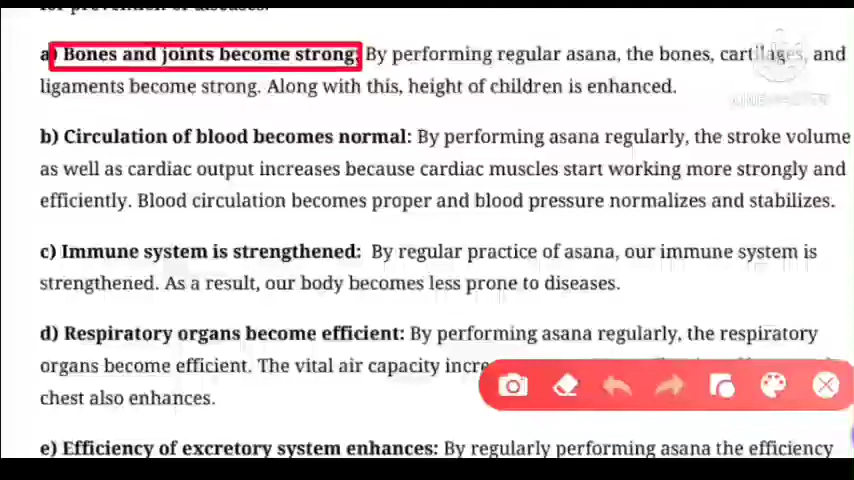 a) Bones and joints become strong: By performing regular asana, the bones, cartilages, and
ligaments become strong. Along with this, height of children is enhanced.
b) Circulation of blood becomes normal: By performing asana regularly, the stroke volume
as well as cardiac output increases because cardiac muscles start working more strongly and
efficiently. Blood circulation becomes proper and blood pressure normalizes and stabilizes.
c) Immune system is strengthened: By regular practice of asana, our immune system is
strengthened. As a result, our body becomes less prone to diseases.
d) Respiratory organs become efficient: By performing asana regularly, the respiratory
organs become efficient. The vital air capacity
chest also enhances.
e) Efficiency of excretory system enhances: By regularly performing asana the efficiency